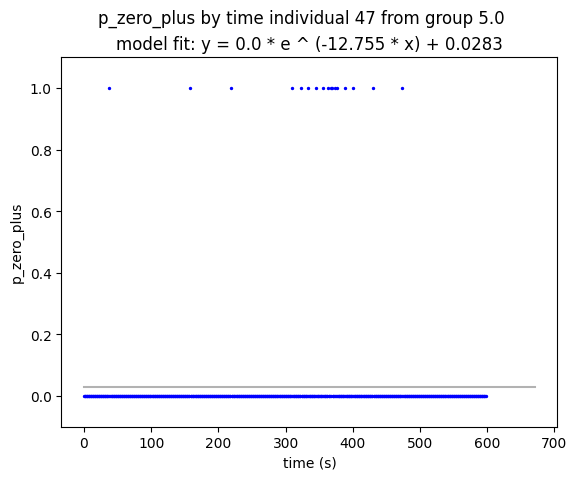 p_zero_plus by time individual 47 from group 5.0
model fit: y = 0.0 * e ^ (-12.755 * x) + 0.0283
1.0
0.8
0.6
0.4
0.2
0.0
p_zero_plus
0 100 200 300 400 500 600 700
time (s)